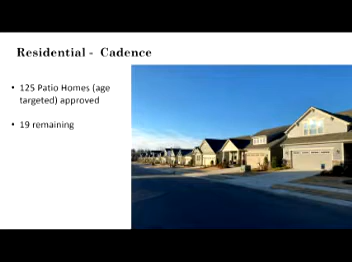 Residential - Cadence
• 125 Patio Homes (age
targeted) approved
• 19 remaining